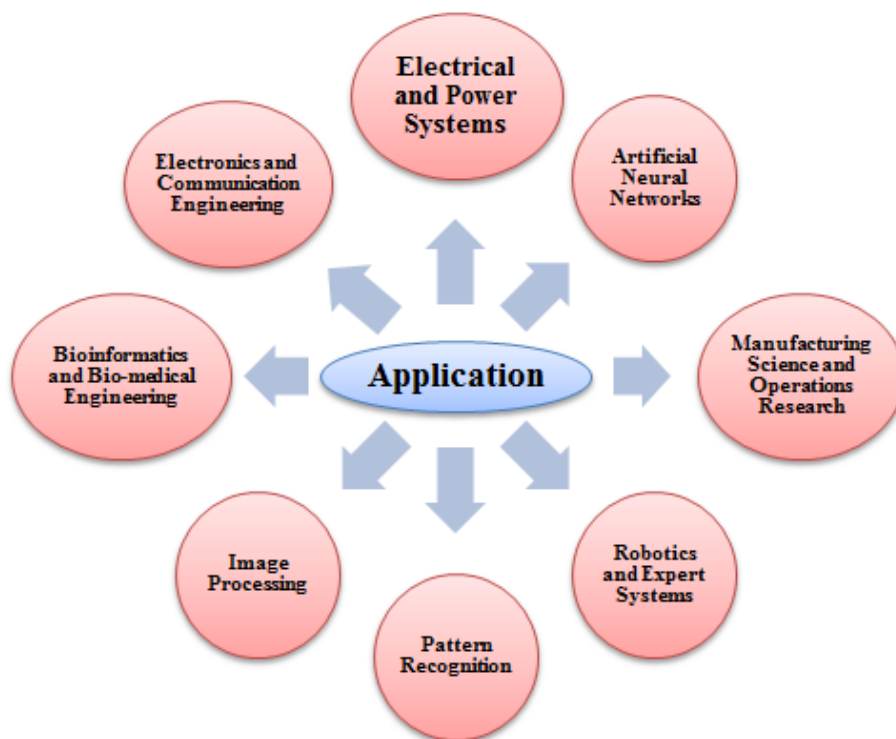 Electrical
and Power
Systems
Artificial
Neural
Networks
Electronics and
Communication
Engineering
Bioinformatics
and Bio-medical
Engineering
Application
Manufacturing
Science and
Operations
Research
Image
Processing
Robotics
and Expert
Systems
Pattern
Recognition